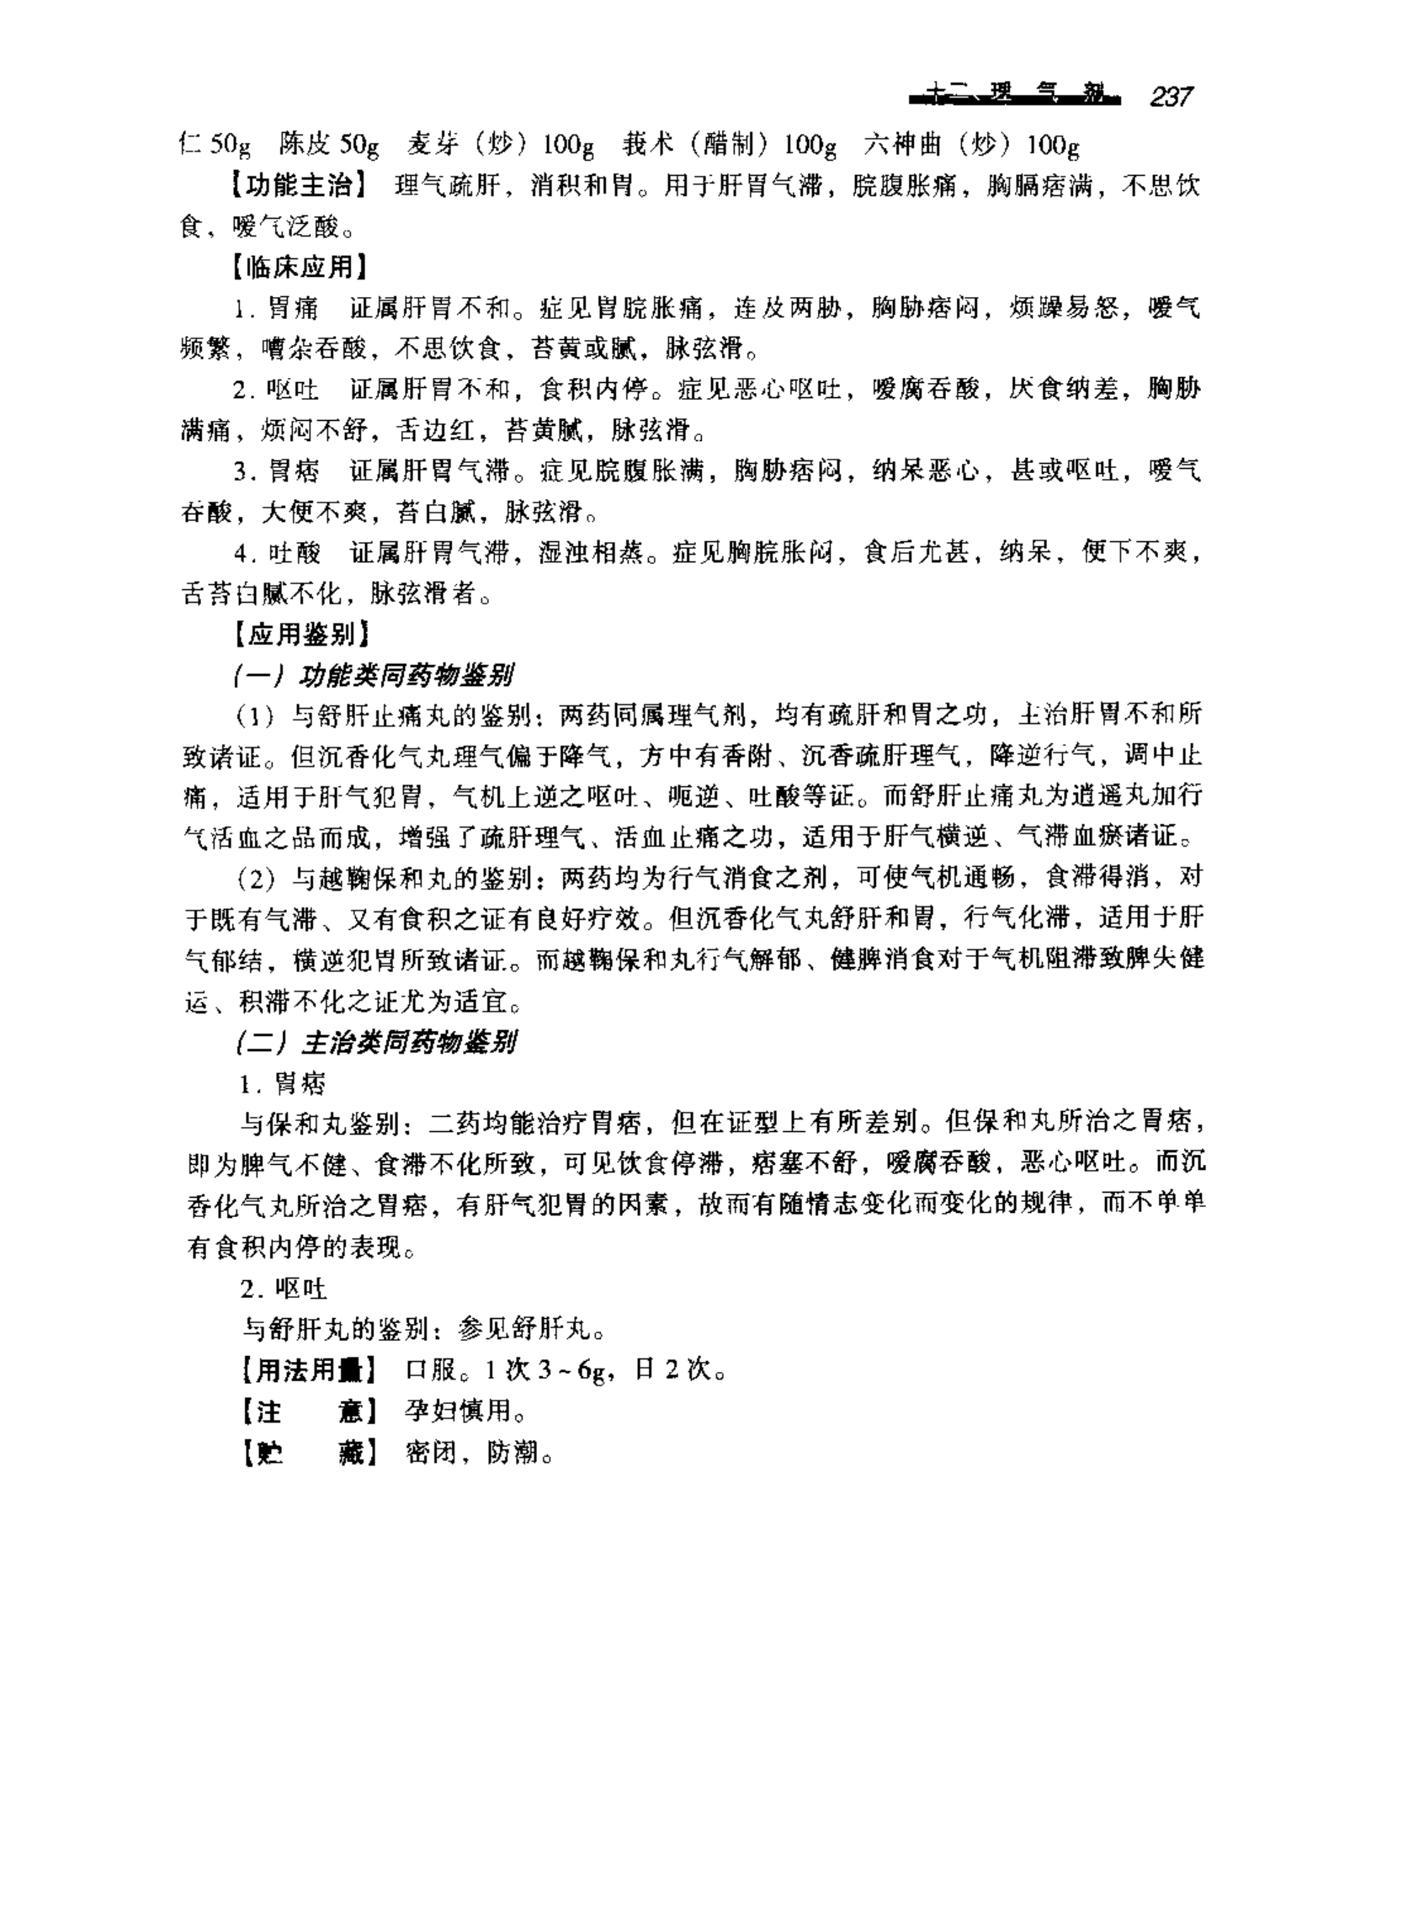 十二、理气剂 237
仁 50g 陈皮 50g 麦芽（炒）100g 莪术（醋制）100g 六神曲（炒）100g
【功能主治】 理气疏肝，消积和胃。用于肝胃气滞，脘腹胀痛，胸膈痞满，不思饮
食、嗳气泛酸。
【临床应用】
1. 胃痛 证属肝胃不和。症见胃脘胀痛，连及两胁，胸胁痞闷，烦躁易怒，嗳气
频繁，嘈杂吞酸，不思饮食，苔黄或腻，脉弦滑。
2. 呕吐 证属肝胃不和，食积内停。症见恶心呕吐，嗳腐吞酸，厌食纳差，胸胁
满痛，烦闷不舒，舌边红，苔黄腻，脉弦滑。
3. 胃痞 证属肝胃气滞。症见脘腹胀满，胸胁痞闷，纳呆恶心，甚或呕吐，嗳气
吞酸，大便不爽，苔白腻，脉弦滑。
4. 吐酸 证属肝胃气滞，湿浊相蒸。症见胸脘胀闷，食后尤甚，纳呆，便下不爽，
舌苔白腻不化，脉弦滑者。
【应用鉴别】
(一) 功能类同药物鉴别
（1）与舒肝止痛丸的鉴别：两药同属理气剂，均有疏肝和胃之功，主治肝胃不和所
致诸证。但沉香化气丸理气偏于降气，方中有香附、沉香疏肝理气，降逆行气，调中止
痛，适用于肝气犯胃，气机上逆之呕吐、呃逆、吐酸等证。而舒肝止痛丸为逍遥丸加行
气活血之品而成，增强了疏肝理气、活血止痛之功，适用于肝气横逆、气滞血瘀诸证。
（2）与越鞠保和丸的鉴别：两药均为行气消食之剂，可使气机通畅，食滞得消，对
于既有气滞、又有食积之证有良好疗效。但沉香化气丸舒肝和胃，行气化滞，适用于肝
气郁结，横逆犯胃所致诸证。而越鞠保和丸行气解郁、健脾消食对于气机阻滞致脾失健
运、积滞不化之证尤为适宜。
(二) 主治类同药物鉴别
1. 胃痞
与保和丸鉴别：二药均能治疗胃痞，但在证型上有所差别。但保和丸所治之胃痞，
即为脾气不健、食滞不化所致，可见饮食停滞，痞塞不舒，嗳腐吞酸，恶心呕吐。而沉
香化气丸所治之胃痞，有肝气犯胃的因素，故而有随情志变化而变化的规律，而不单单
有食积内停的表现。
2. 呕吐
与舒肝丸的鉴别：参见舒肝丸。
【用法用量】 口服。1 次 3～6g，日 2 次。
【注 意】 孕妇慎用。
【贮 藏】 密闭，防潮。